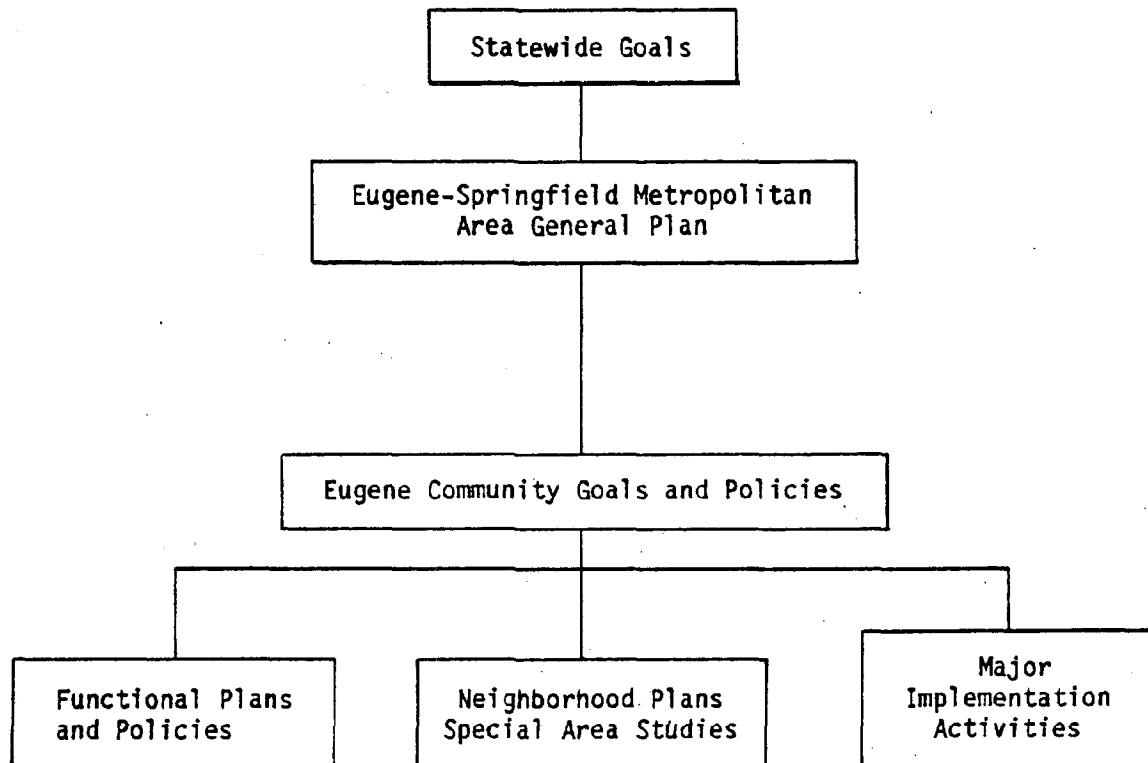 Statewide Goals
Eugene-Springfield Metropolitan
Area General Plan
Eugene Community Goals and Policies
Functional Plans
and Policies
Neighborhood Plans
Special Area Studies
Major
Implementation
Activities